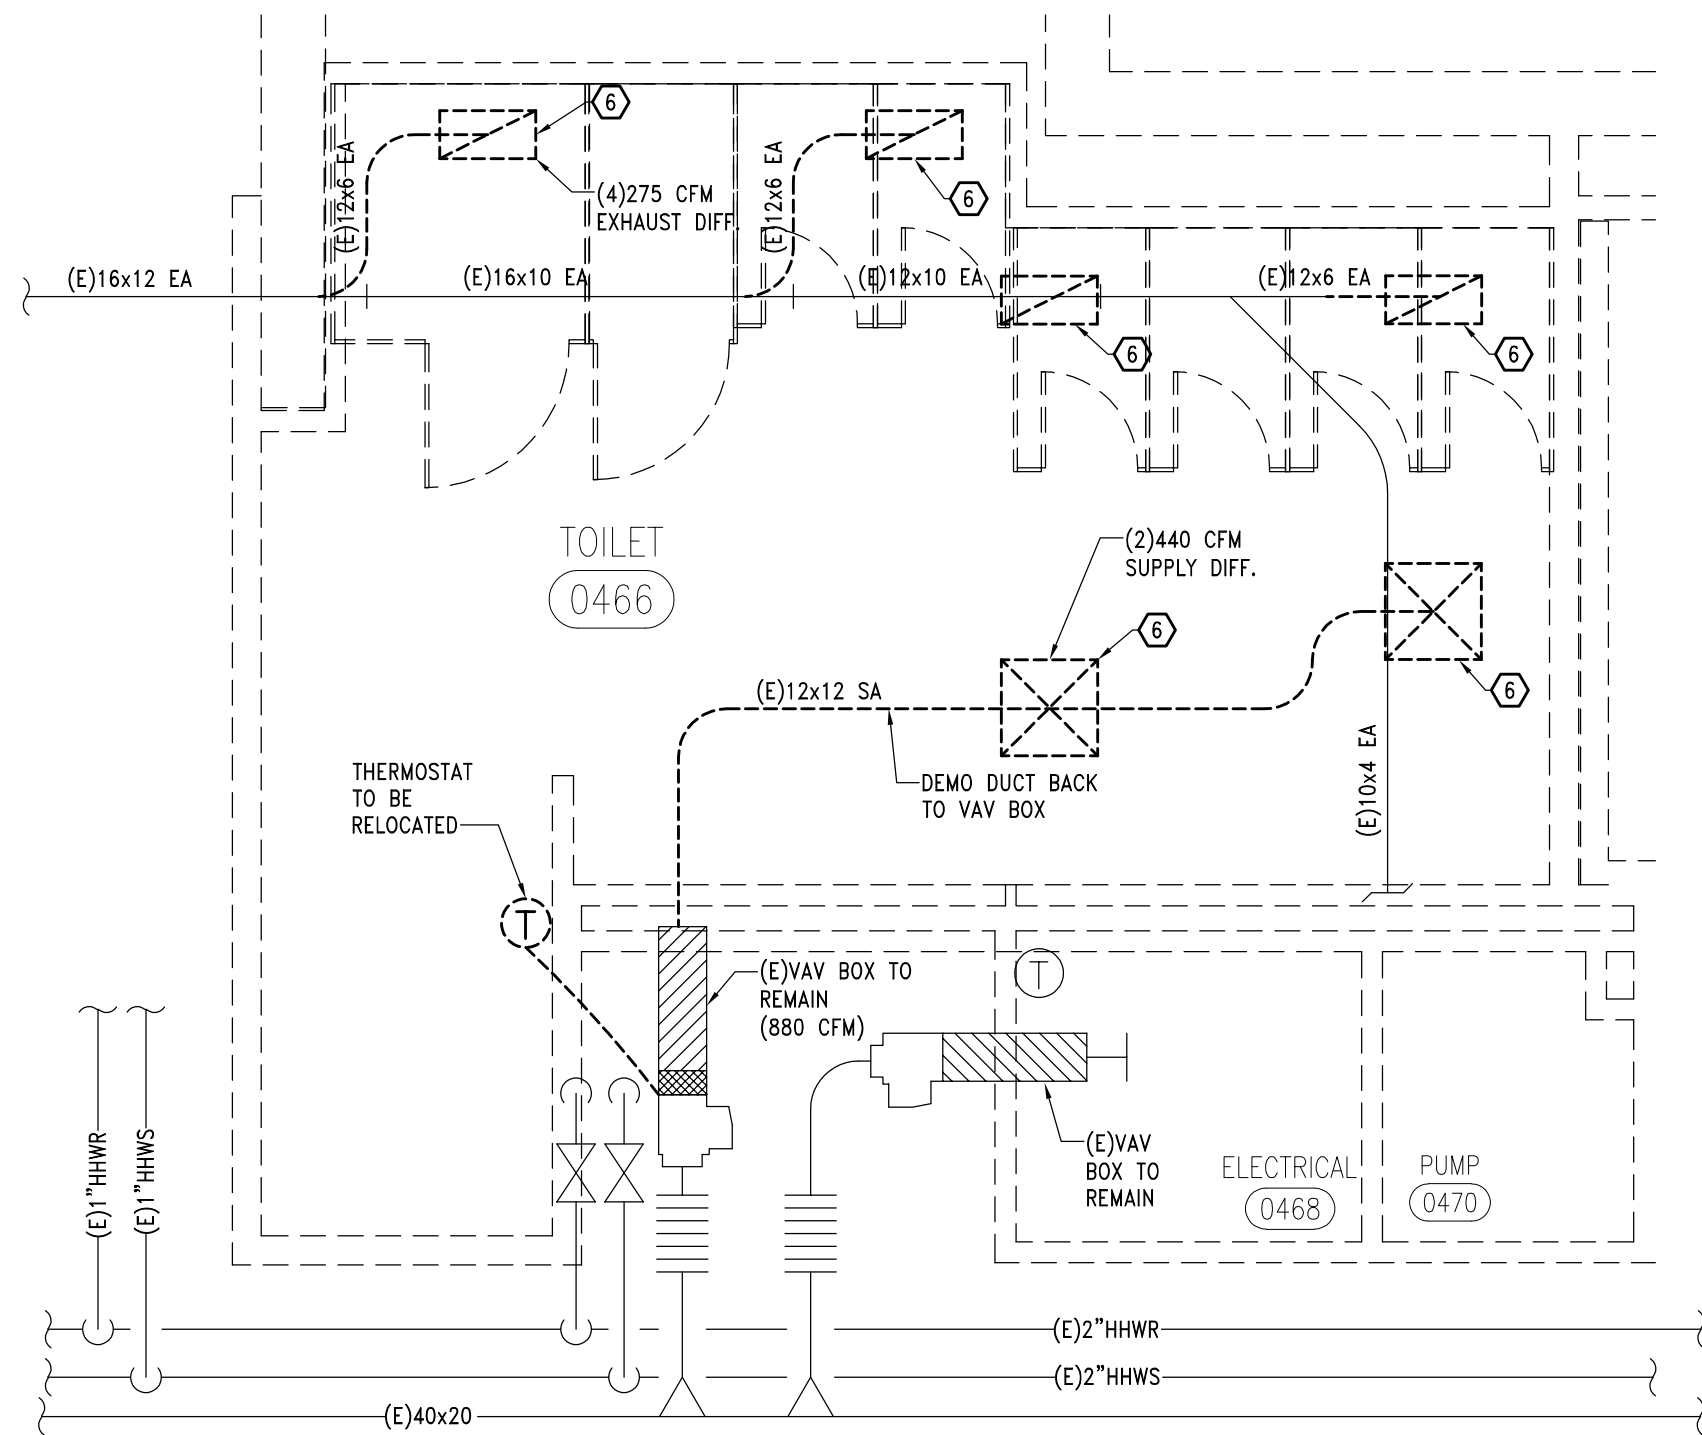 6
(E)12x6 EA
(4)275 CFM
EXHAUST DIFF.
(E)12x6 EA
6
(E)16x12 EA
(E)16x10 EA
(E)12x10 EA
(E)12x6 EA
6
6
TOILET
0466
(2)440 CFM
SUPPLY DIFF.
6
(E)12x12 SA
6
THERMOSTAT
TO BE
RELOCATED
DEMO DUCT BACK
TO VAV BOX
(E)10x4 EA
T
(E)VAV BOX TO
REMAIN
(880 CFM)
T
(E)1"HHWR
(E)1"HHWS
(E)VAV
BOX TO
REMAIN
ELECTRICAL
0468
PUMP
0470
(E)2"HHWR
(E)2"HHWS
(E)40x20